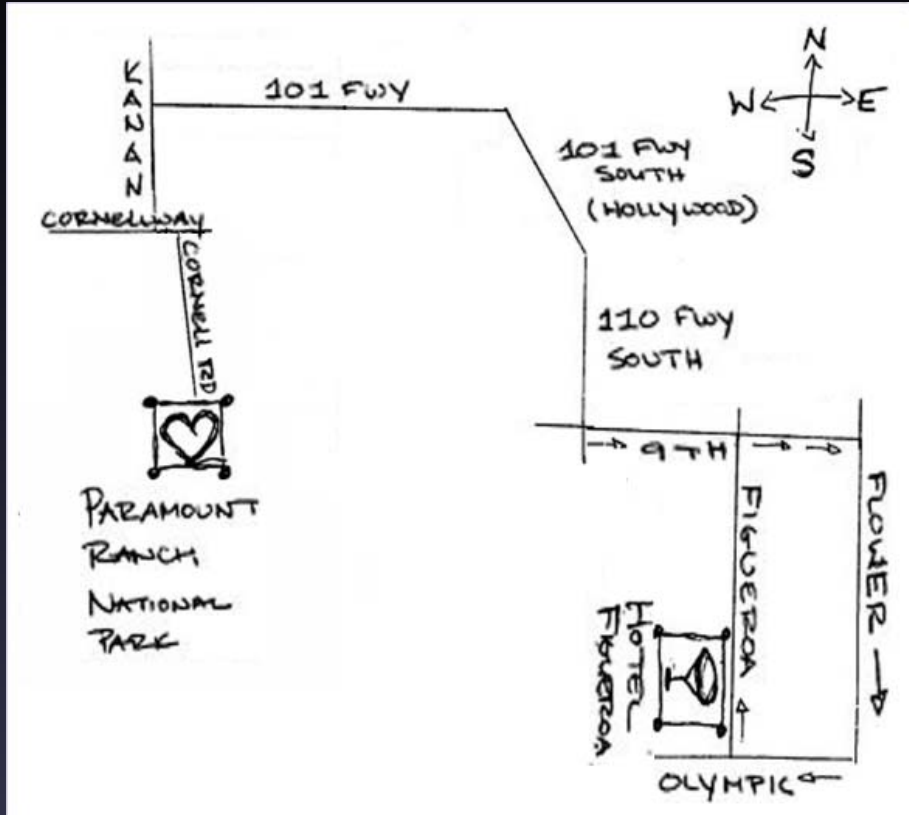 N
W E
S
KANAN
101 FWY
101 FWY
SOUTH
(HOLLYWOOD)
CORNELLWAY
CORNELL RD
110 FWY
SOUTH
9TH
FIGUEROA
FLOWER
PARAMOUNT
RANCH
NATIONAL
PARK
HOTEL
FIGUEROA
OLYMPIC